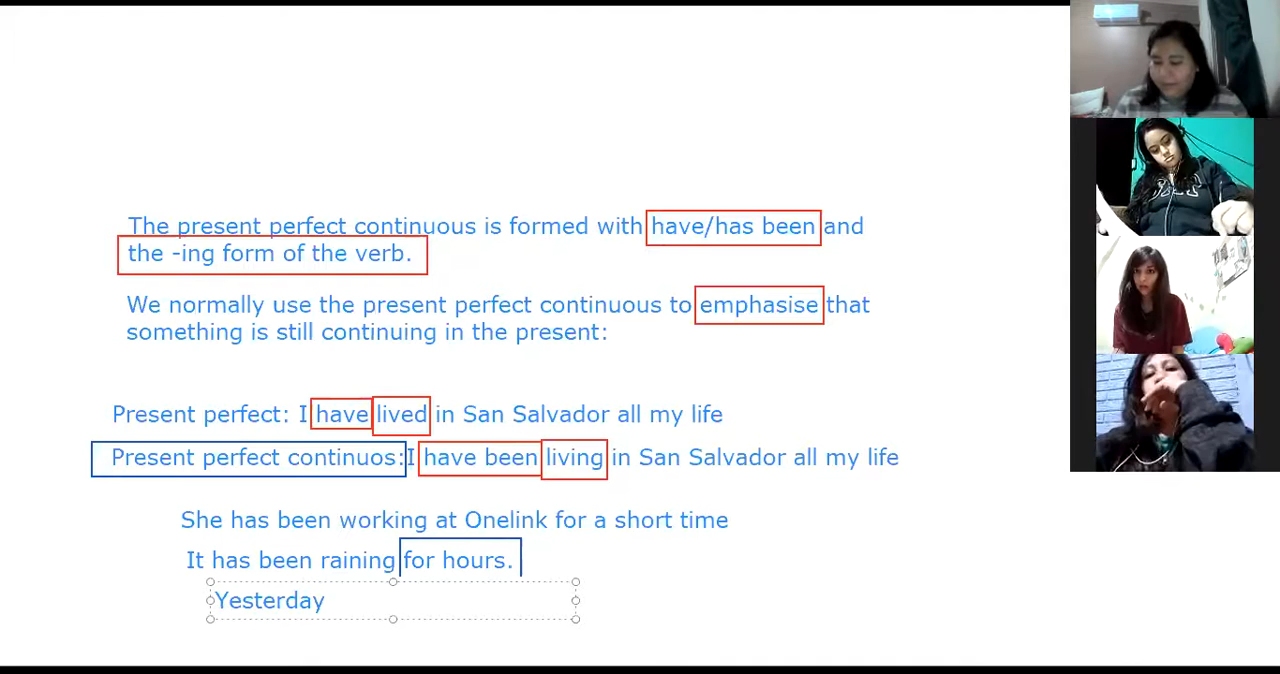 The present perfect continuous is formed with have/has been and
the -ing form of the verb.
We normally use the present perfect continuous to emphasise that
something is still continuing in the present:
Present perfect: I have lived in San Salvador all my life
Present perfect continuos: I have been living in San Salvador all my life
She has been working at Onelink for a short time
It has been raining for hours.
Yesterday